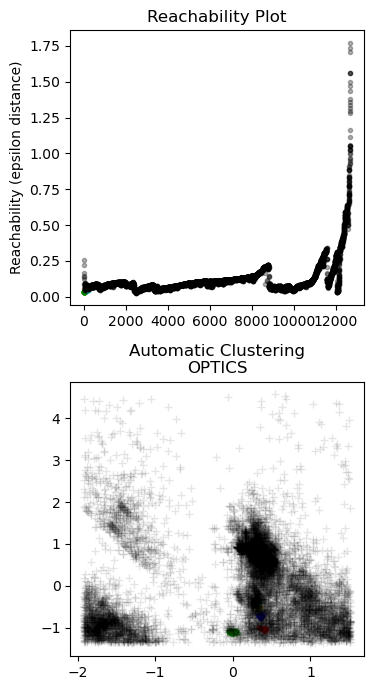 Reachability Plot
Reachability (epsilon distance)
1.75
1.50
1.25
1.00
0.75
0.50
0.25
0.00
0 2000 4000 6000 8000 10000 12000
Automatic Clustering
OPTICS
4
3
2
1
0
−1
−2 −1 0 1